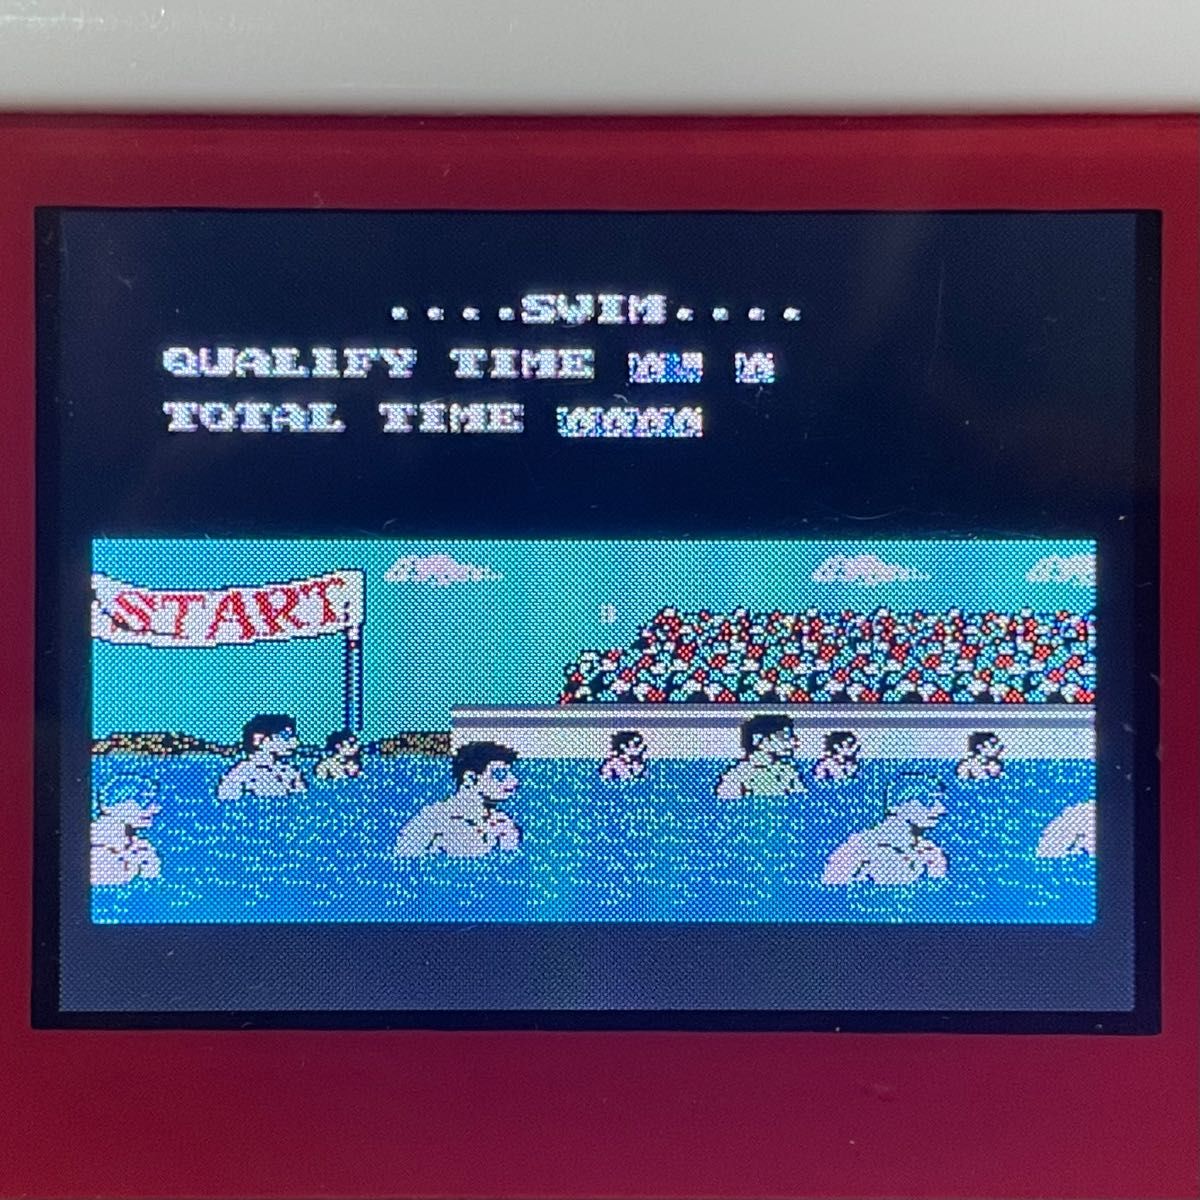 ....SWIM....
QUALIFY TIME
TOTAL TIME
START